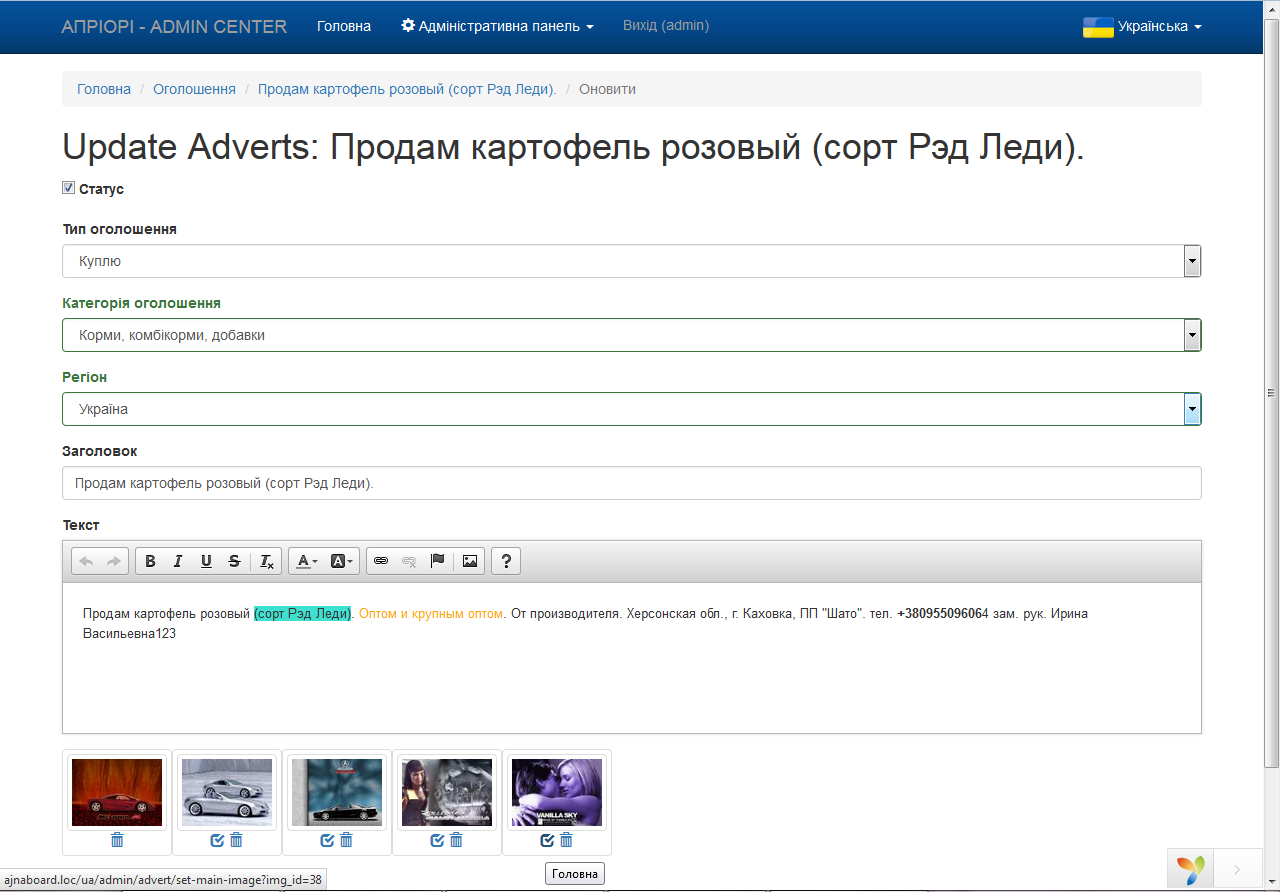 АПРІОРІ - ADMIN CENTER Головна Адміністративна панель Вихід (admin) Українська
Головна / Оголошення / Продам картофель розовый (сорт Рэд Леди). / Оновити
Update Adverts: Продам картофель розовый (сорт Рэд Леди).
Статус
Тип оголошення
Куплю
Категорія оголошення
Корми, комбікорми, добавки
Регіон
Україна
Заголовок
Продам картофель розовый (сорт Рэд Леди).
Текст
B I U S Tx A A ?
Продам картофель розовый (сорт Рэд Леди). Оптом и крупным оптом. От производителя. Херсонская обл., г. Каховка, ПП "Шато". тел. +380955096064 зам. рук. Ирина
Васильевна123
VANILLA SKY
ajnaboard.loc/ua/admin/advert/set-main-image?img_id=38
Головна